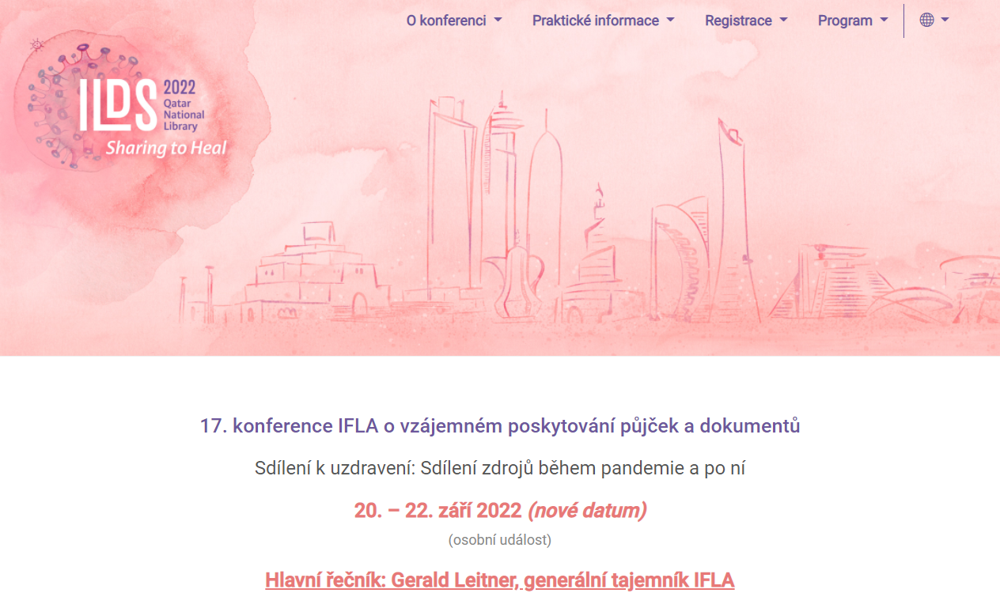 O konferenci
Praktické informace
Registrace
Program
ILDS
2022
Qatar
National
Library
Sharing to Heal
17. konference IFLA o vzájemném poskytování půjček a dokumentů
Sdílení k uzdravení: Sdílení zdrojů během pandemie a po ní
20. – 22. září 2022 (nové datum)
(osobní událost)
Hlavní řečník: Gerald Leitner, generální tajemník IFLA